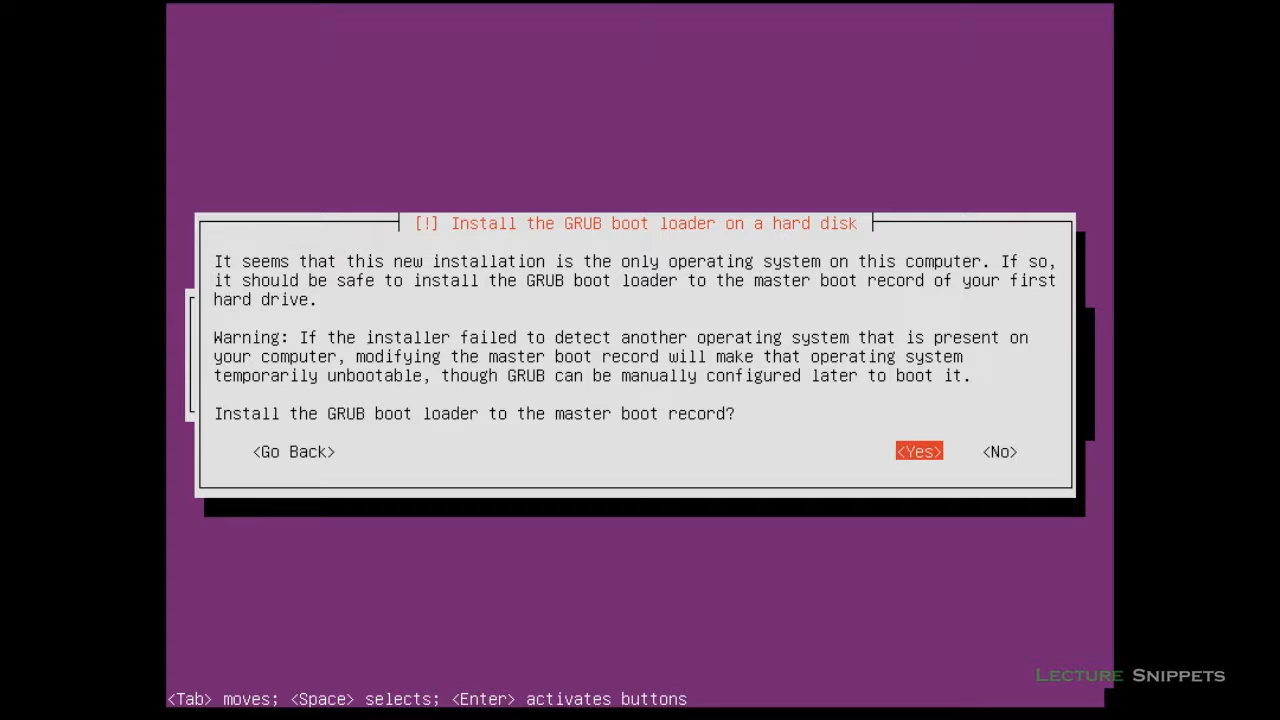 [!] Install the GRUB boot loader on a hard disk
It seems that this new installation is the only operating system on this computer. If so,
it should be safe to install the GRUB boot loader to the master boot record of your first
hard drive.
Warning: If the installer failed to detect another operating system that is present on
your computer, modifying the master boot record will make that operating system
temporarily unbootable, though GRUB can be manually configured later to boot it.
Install the GRUB boot loader to the master boot record?
<Go Back> <Yes> <No>
LECTURE SNIPPETS
<Tab> moves; <Space> selects; <Enter> activates buttons